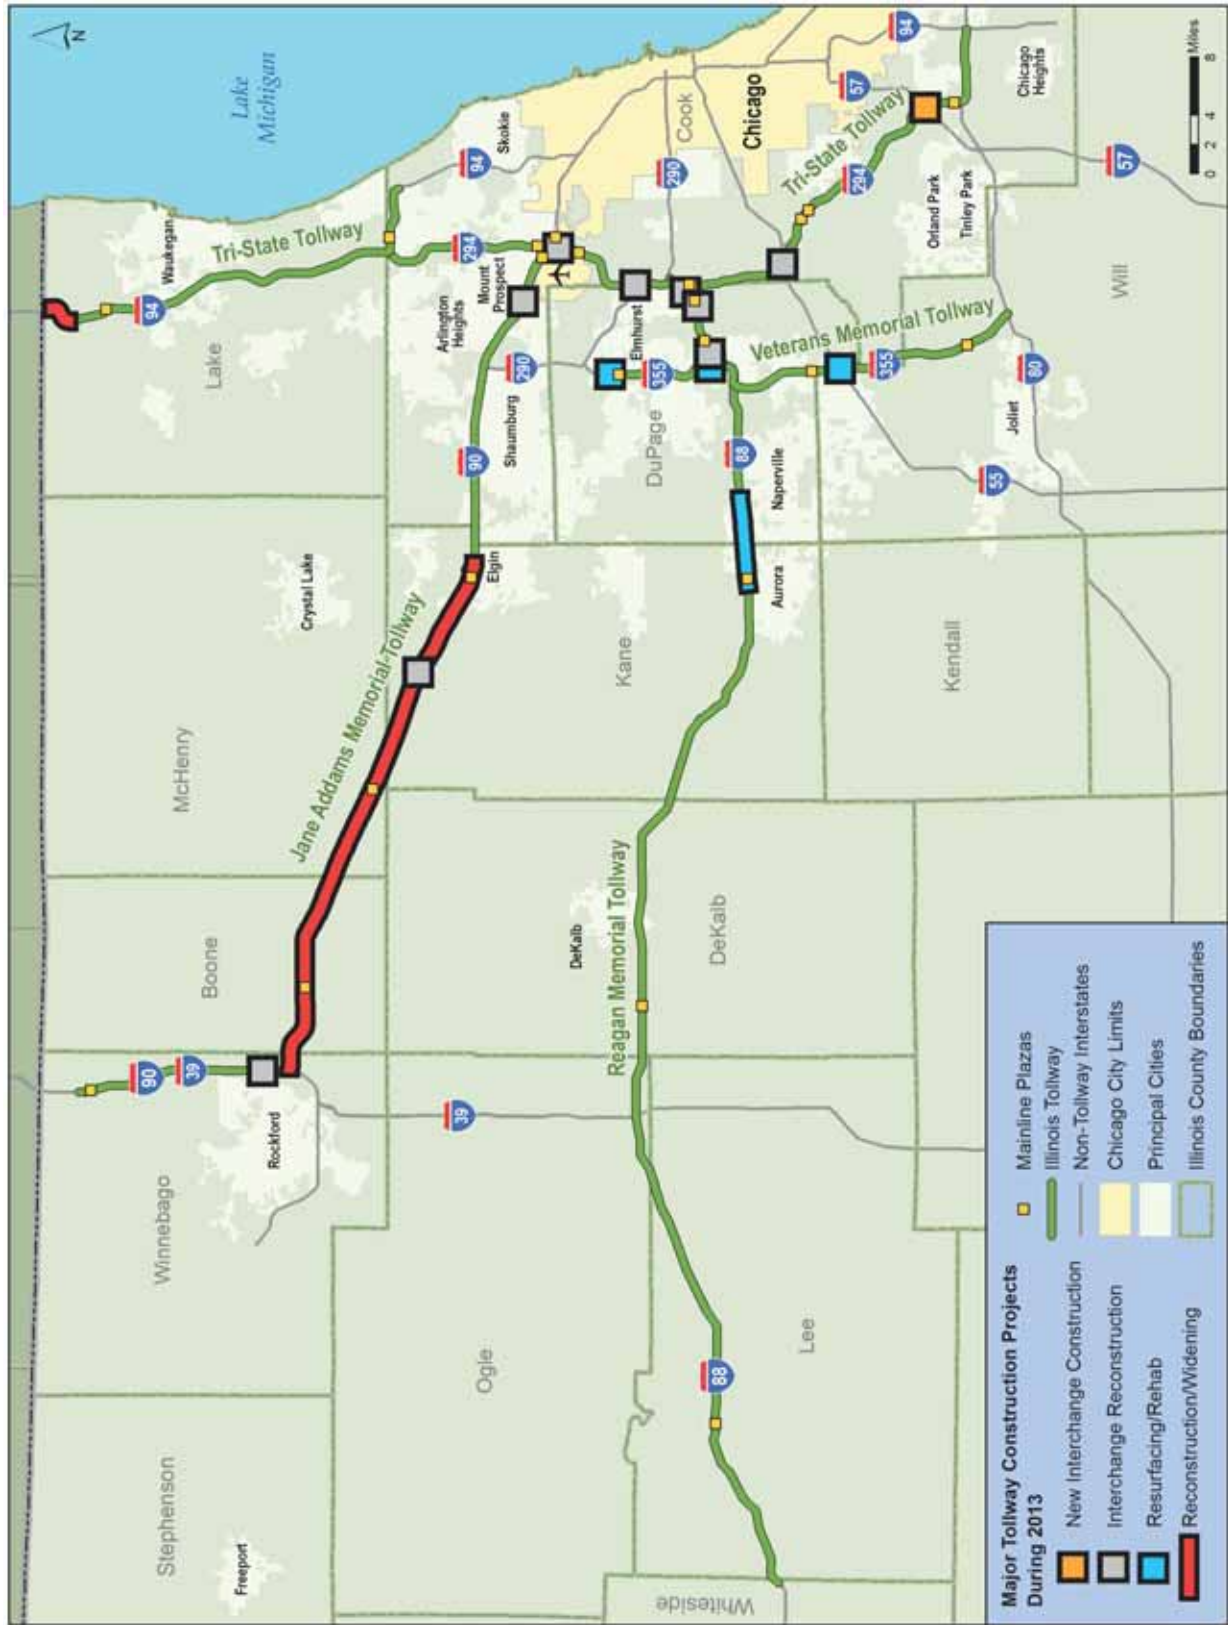 N
Lake
Michigan
Stephenson
Freeport
Winnebago
Rockford
90
39
Boone
McHenry
Crystal Lake
Lake
Waukegan
94
Tri-State Tollway
Jane Addams Memorial Tollway
Elgin
90
Shaumburg
290
Arlington
Heights
Mount
Prospect
294
94
Skokie
Ogle
39
DeKalb
Reagan Memorial Tollway
DeKalb
Kane
DuPage
Elmhurst
355
290
Cook
Chicago
Whiteside
Lee
88
Aurora
Naperville
88
Veterans Memorial Tollway
355
Tri-State Tollway
294
57
94
Kendall
55
Joliet
80
Will
Orland Park
Tinley Park
57
Chicago
Heights
0 2 4 8
Miles
Major Tollway Construction Projects
During 2013
New Interchange Construction
Interchange Reconstruction
Resurfacing/Rehab
Reconstruction/Widening
Mainline Plazas
Illinois Tollway
Non-Tollway Interstates
Chicago City Limits
Principal Cities
Illinois County Boundaries